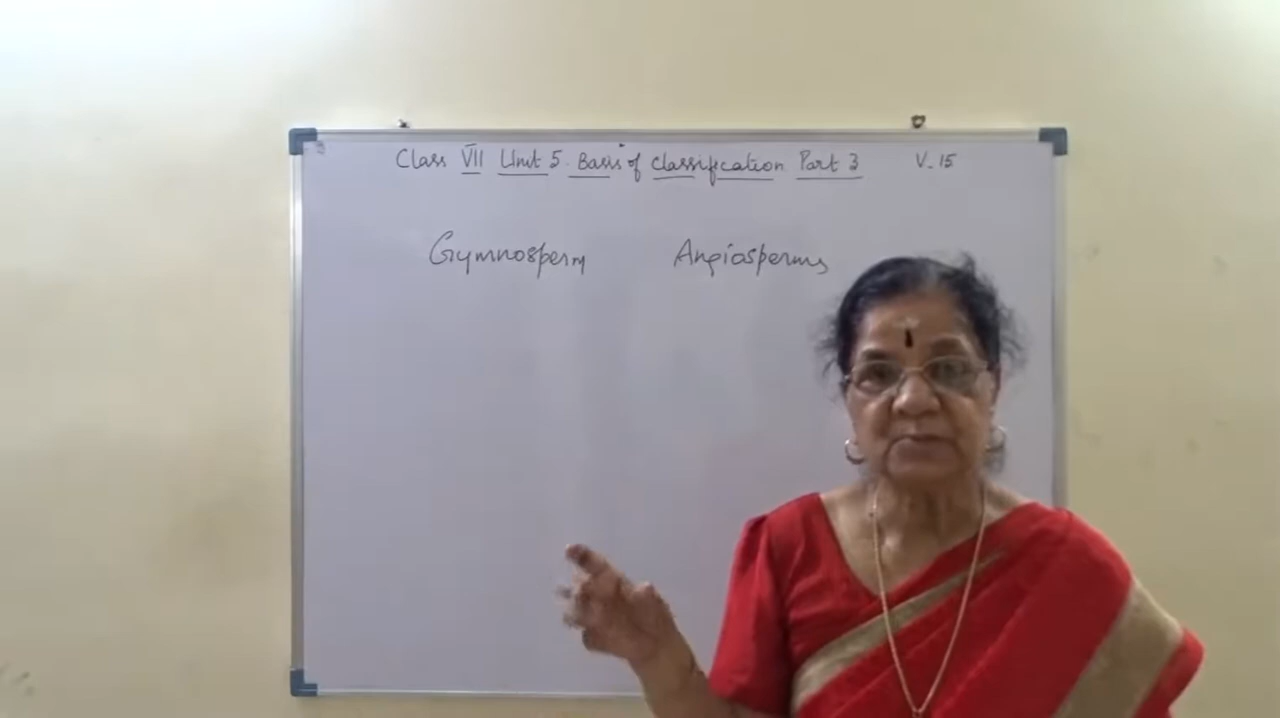 Class VII Unit 5. Basis of Classification Part 3 V-15
Gymnosperm Angiosperms